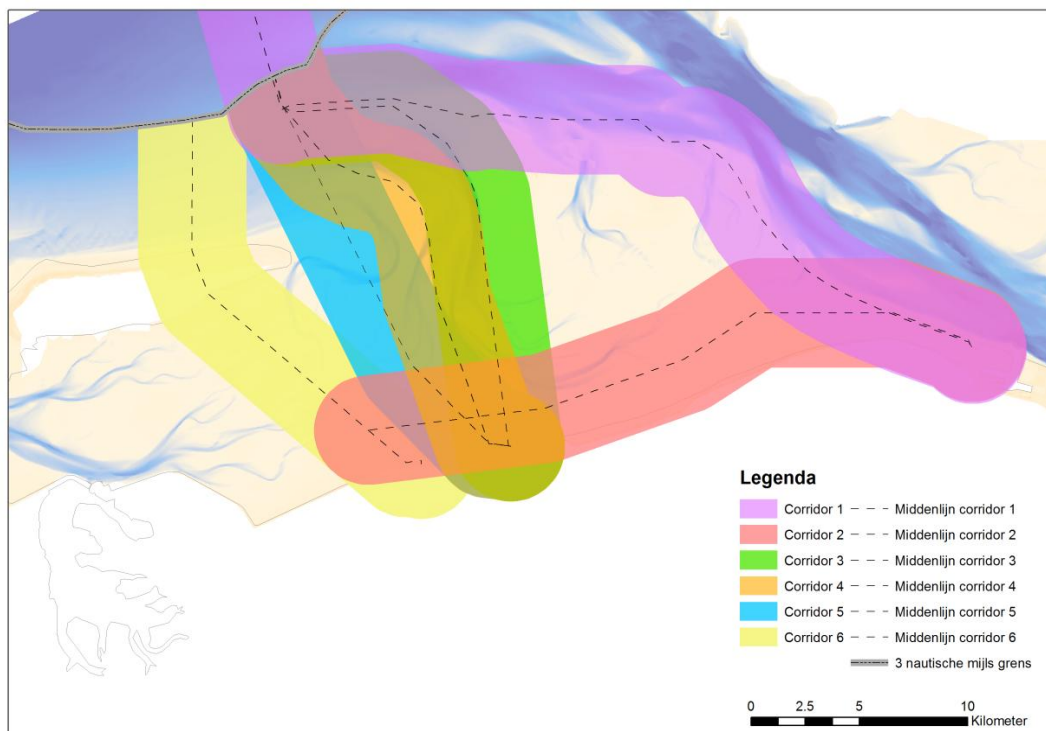 Legenda
Corridor 1 Middenlijn corridor 1
Corridor 2 Middenlijn corridor 2
Corridor 3 Middenlijn corridor 3
Corridor 4 Middenlijn corridor 4
Corridor 5 Middenlijn corridor 5
Corridor 6 Middenlijn corridor 6
3 nautische mijls grens
0 2.5 5 10
Kilometer